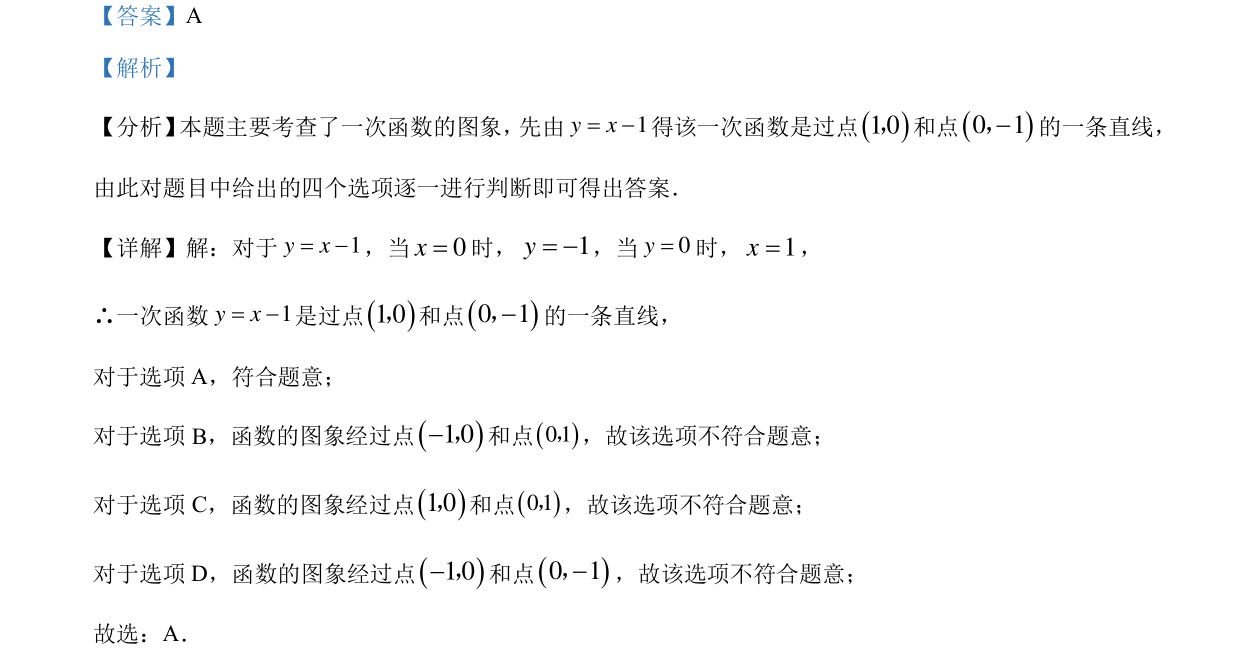 【答案】A
【解析】
【分析】本题主要考查了一次函数的图象，先由 y = x −1得该一次函数是过点(1,0)和点(0, −1) 的一条直线，
由此对题目中给出的四个选项逐一进行判断即可得出答案．
【详解】解：对于 y = x −1，当 x = 0 时， y = −1，当 y = 0 时， x =1，
∴一次函数 y = x −1是过点(1,0)和点(0, −1) 的一条直线，
对于选项 A，符合题意；
对于选项 B，函数的图象经过点(−1,0)和点(0,1)，故该选项不符合题意；
对于选项 C，函数的图象经过点(1,0)和点(0,1)，故该选项不符合题意；
对于选项 D，函数的图象经过点(−1,0)和点(0, −1)，故该选项不符合题意；
故选：A．